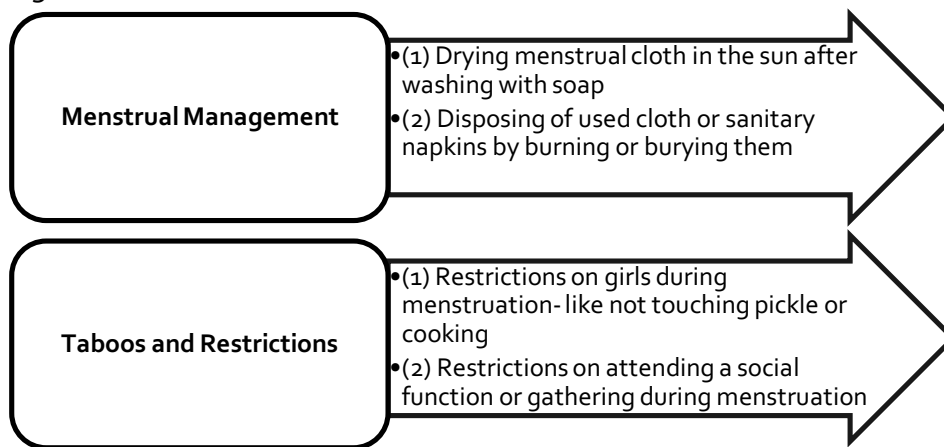 Menstrual Management
•(1) Drying menstrual cloth in the sun after
washing with soap
•(2) Disposing of used cloth or sanitary
napkins by burning or burying them
Taboos and Restrictions
•(1) Restrictions on girls during
menstruation- like not touching pickle or
cooking
•(2) Restrictions on attending a social
function or gathering during menstruation